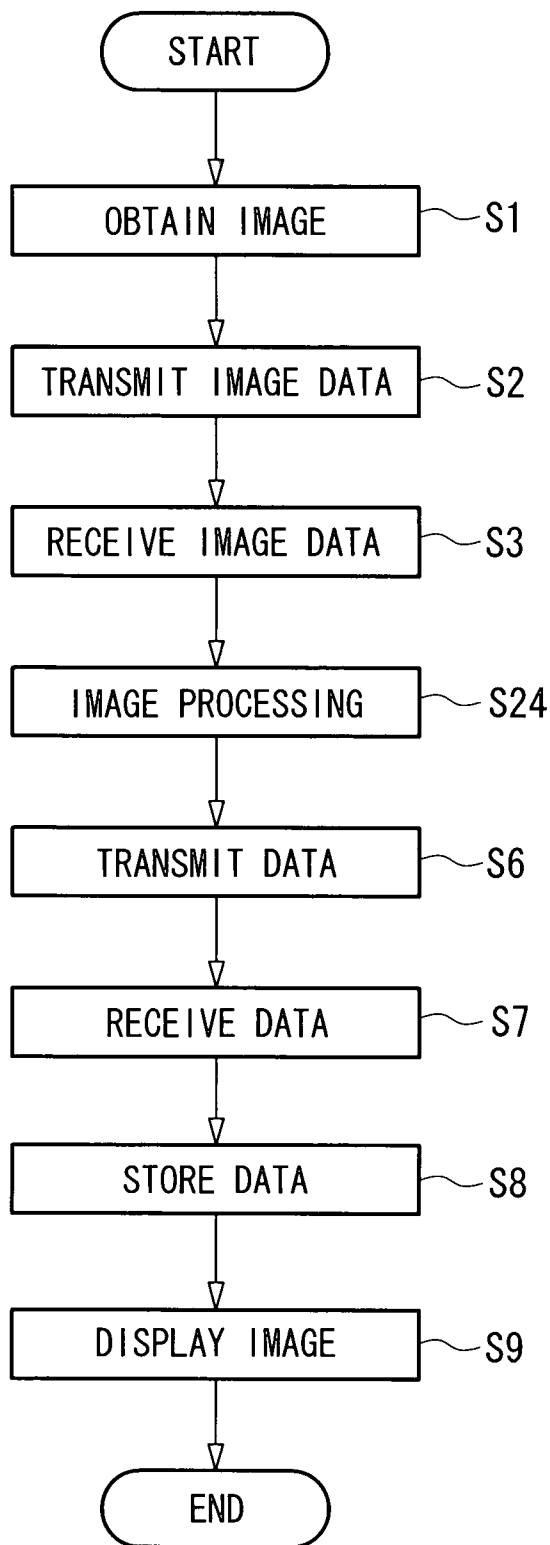 START
OBTAIN IMAGE S1
TRANSMIT IMAGE DATA S2
RECEIVE IMAGE DATA S3
IMAGE PROCESSING S24
TRANSMIT DATA S6
RECEIVE DATA S7
STORE DATA S8
DISPLAY IMAGE S9
END